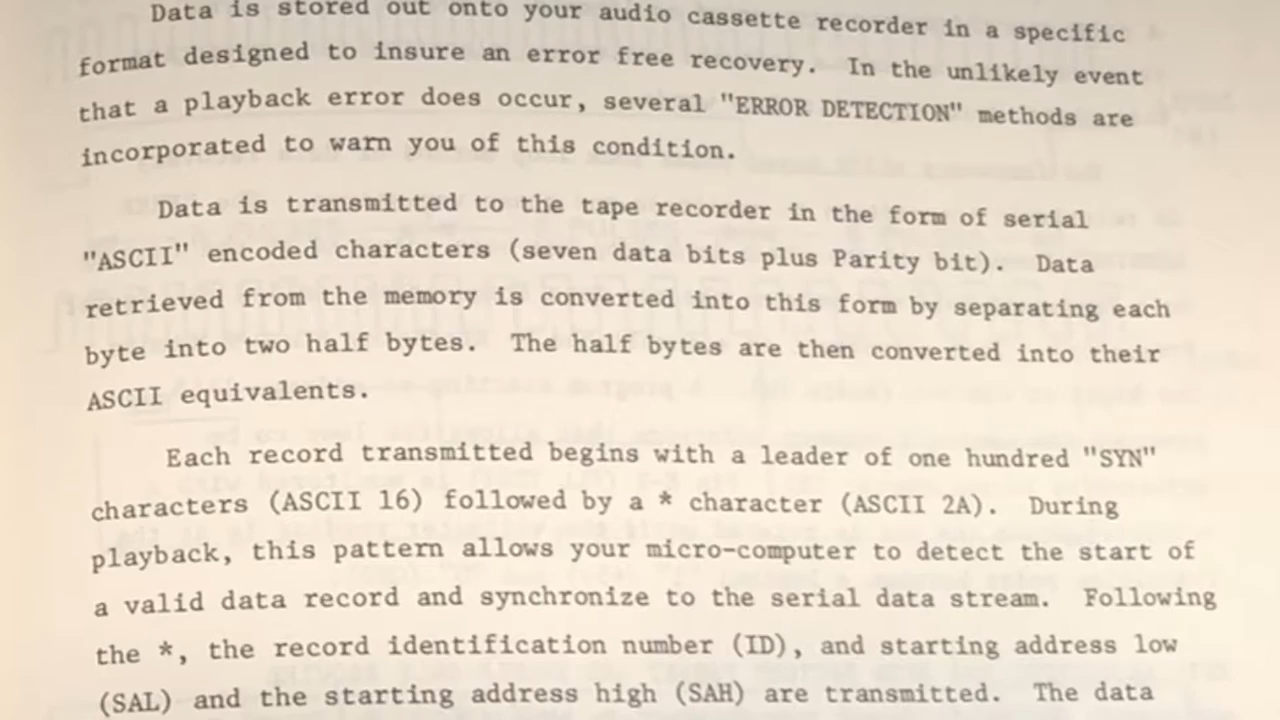 Data is stored out onto your audio cassette recorder in a specific
format designed to insure an error free recovery. In the unlikely event
that a playback error does occur, several "ERROR DETECTION" methods are
incorporated to warn you of this condition.
Data is transmitted to the tape recorder in the form of serial
"ASCII" encoded characters (seven data bits plus Parity bit). Data
retrieved from the memory is converted into this form by separating each
byte into two half bytes. The half bytes are then converted into their
ASCII equivalents.
Each record transmitted begins with a leader of one hundred "SYN"
characters (ASCII 16) followed by a * character (ASCII 2A). During
playback, this pattern allows your micro-computer to detect the start of
a valid data record and synchronize to the serial data stream. Following
the *, the record identification number (ID), and starting address low
(SAL) and the starting address high (SAH) are transmitted. The data